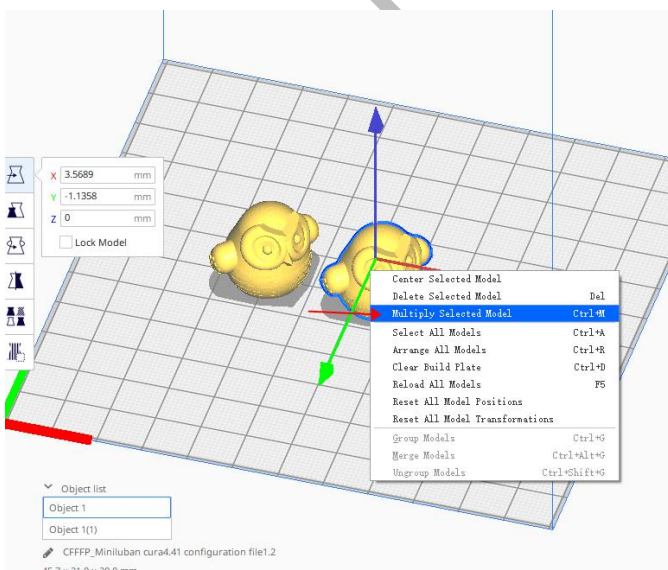 X 3.5689 mm
Y -1.1358 mm
Z 0 mm
Lock Model
Center Selected Model
Delete Selected Model Del
Multiply Selected Model Ctrl+M
Select All Models Ctrl+A
Arrange All Models Ctrl+R
Clear Build Plate Ctrl+D
Reload All Models F5
Reset All Model Positions
Reset All Model Transformations
Group Models Ctrl+G
Merge Models Ctrl+Alt+G
Ungroup Models Ctrl+Shift+G
Object list
Object 1
Object 1(1)
CFFFP_Miniluban cura4.41 configuration file1.2